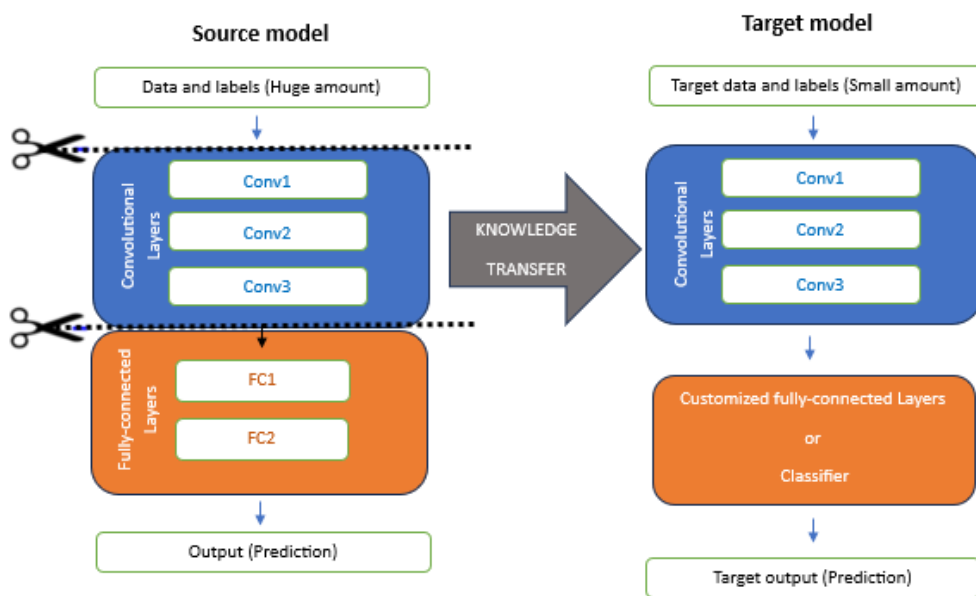 Source model
Data and labels (Huge amount)
Convolutional
Layers
Conv1
Conv2
Conv3
Fully-connected
Layers
FC1
FC2
Output (Prediction)
KNOWLEDGE
TRANSFER
Target model
Target data and labels (Small amount)
Convolutional
Layers
Conv1
Conv2
Conv3
Customized fully-connected Layers
or
Classifier
Target output (Prediction)